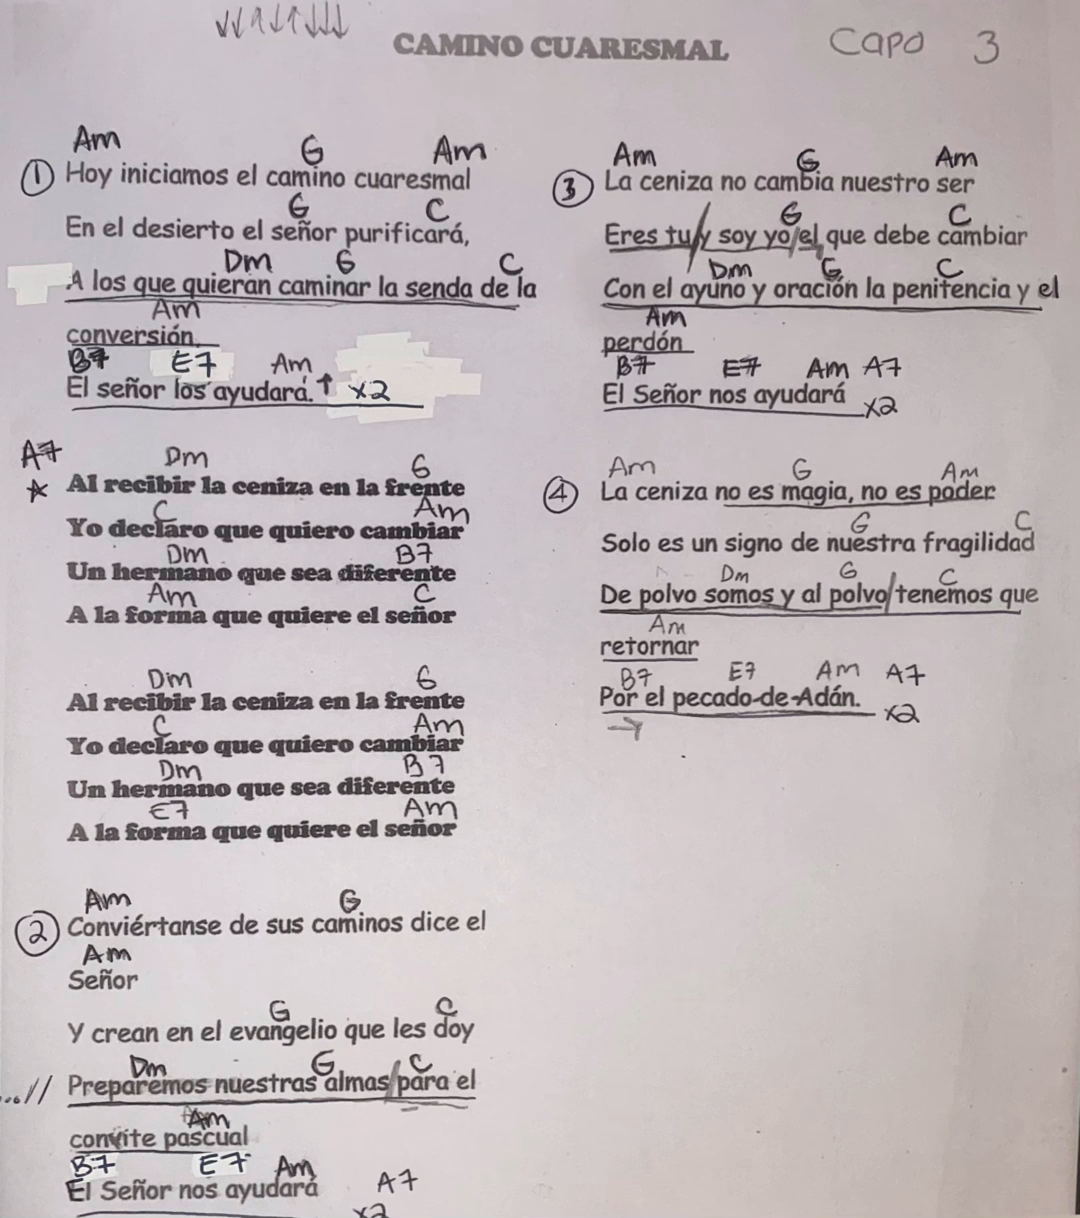 ↓↓↑↓↑↓↓↓
CAMINO CUARESMAL
Capo 3
Am G Am
① Hoy iniciamos el camino cuaresmal
G C
En el desierto el señor purificará,
Dm G C
A los que quieran caminar la senda de la
Am
conversión.
B7 E7 Am
El señor los ayudará. ↑ x2
A7 Dm G
☆ Al recibir la ceniza en la frente
C Am
Yo declaro que quiero cambiar
Dm B7
Un hermano que sea diferente
Am C
A la forma que quiere el señor
Dm G
Al recibir la ceniza en la frente
C Am
Yo declaro que quiero cambiar
Dm B7
Un hermano que sea diferente
E7 Am
A la forma que quiere el señor
Am G
② Conviértanse de sus caminos dice el
Am
Señor
G C
Y crean en el evangelio que les doy
Dm G C
...// Preparemos nuestras almas/para el
Am
convite pascual
B7 E7 Am A7
El Señor nos ayudará x2
Am G Am
③ La ceniza no cambia nuestro ser
G C
Eres tu/y soy yo/el que debe cambiar
Dm G C
Con el ayuno y oración la penitencia y el
Am
perdón
B7 E7 Am A7
El Señor nos ayudará x2
Am G Am
④ La ceniza no es magia, no es poder
G C
Solo es un signo de nuestra fragilidad
Dm G C
De polvo somos y al polvo/tenemos que
Am
retornar
B7 E7 Am A7
Por el pecado-de-Adán. x2
→